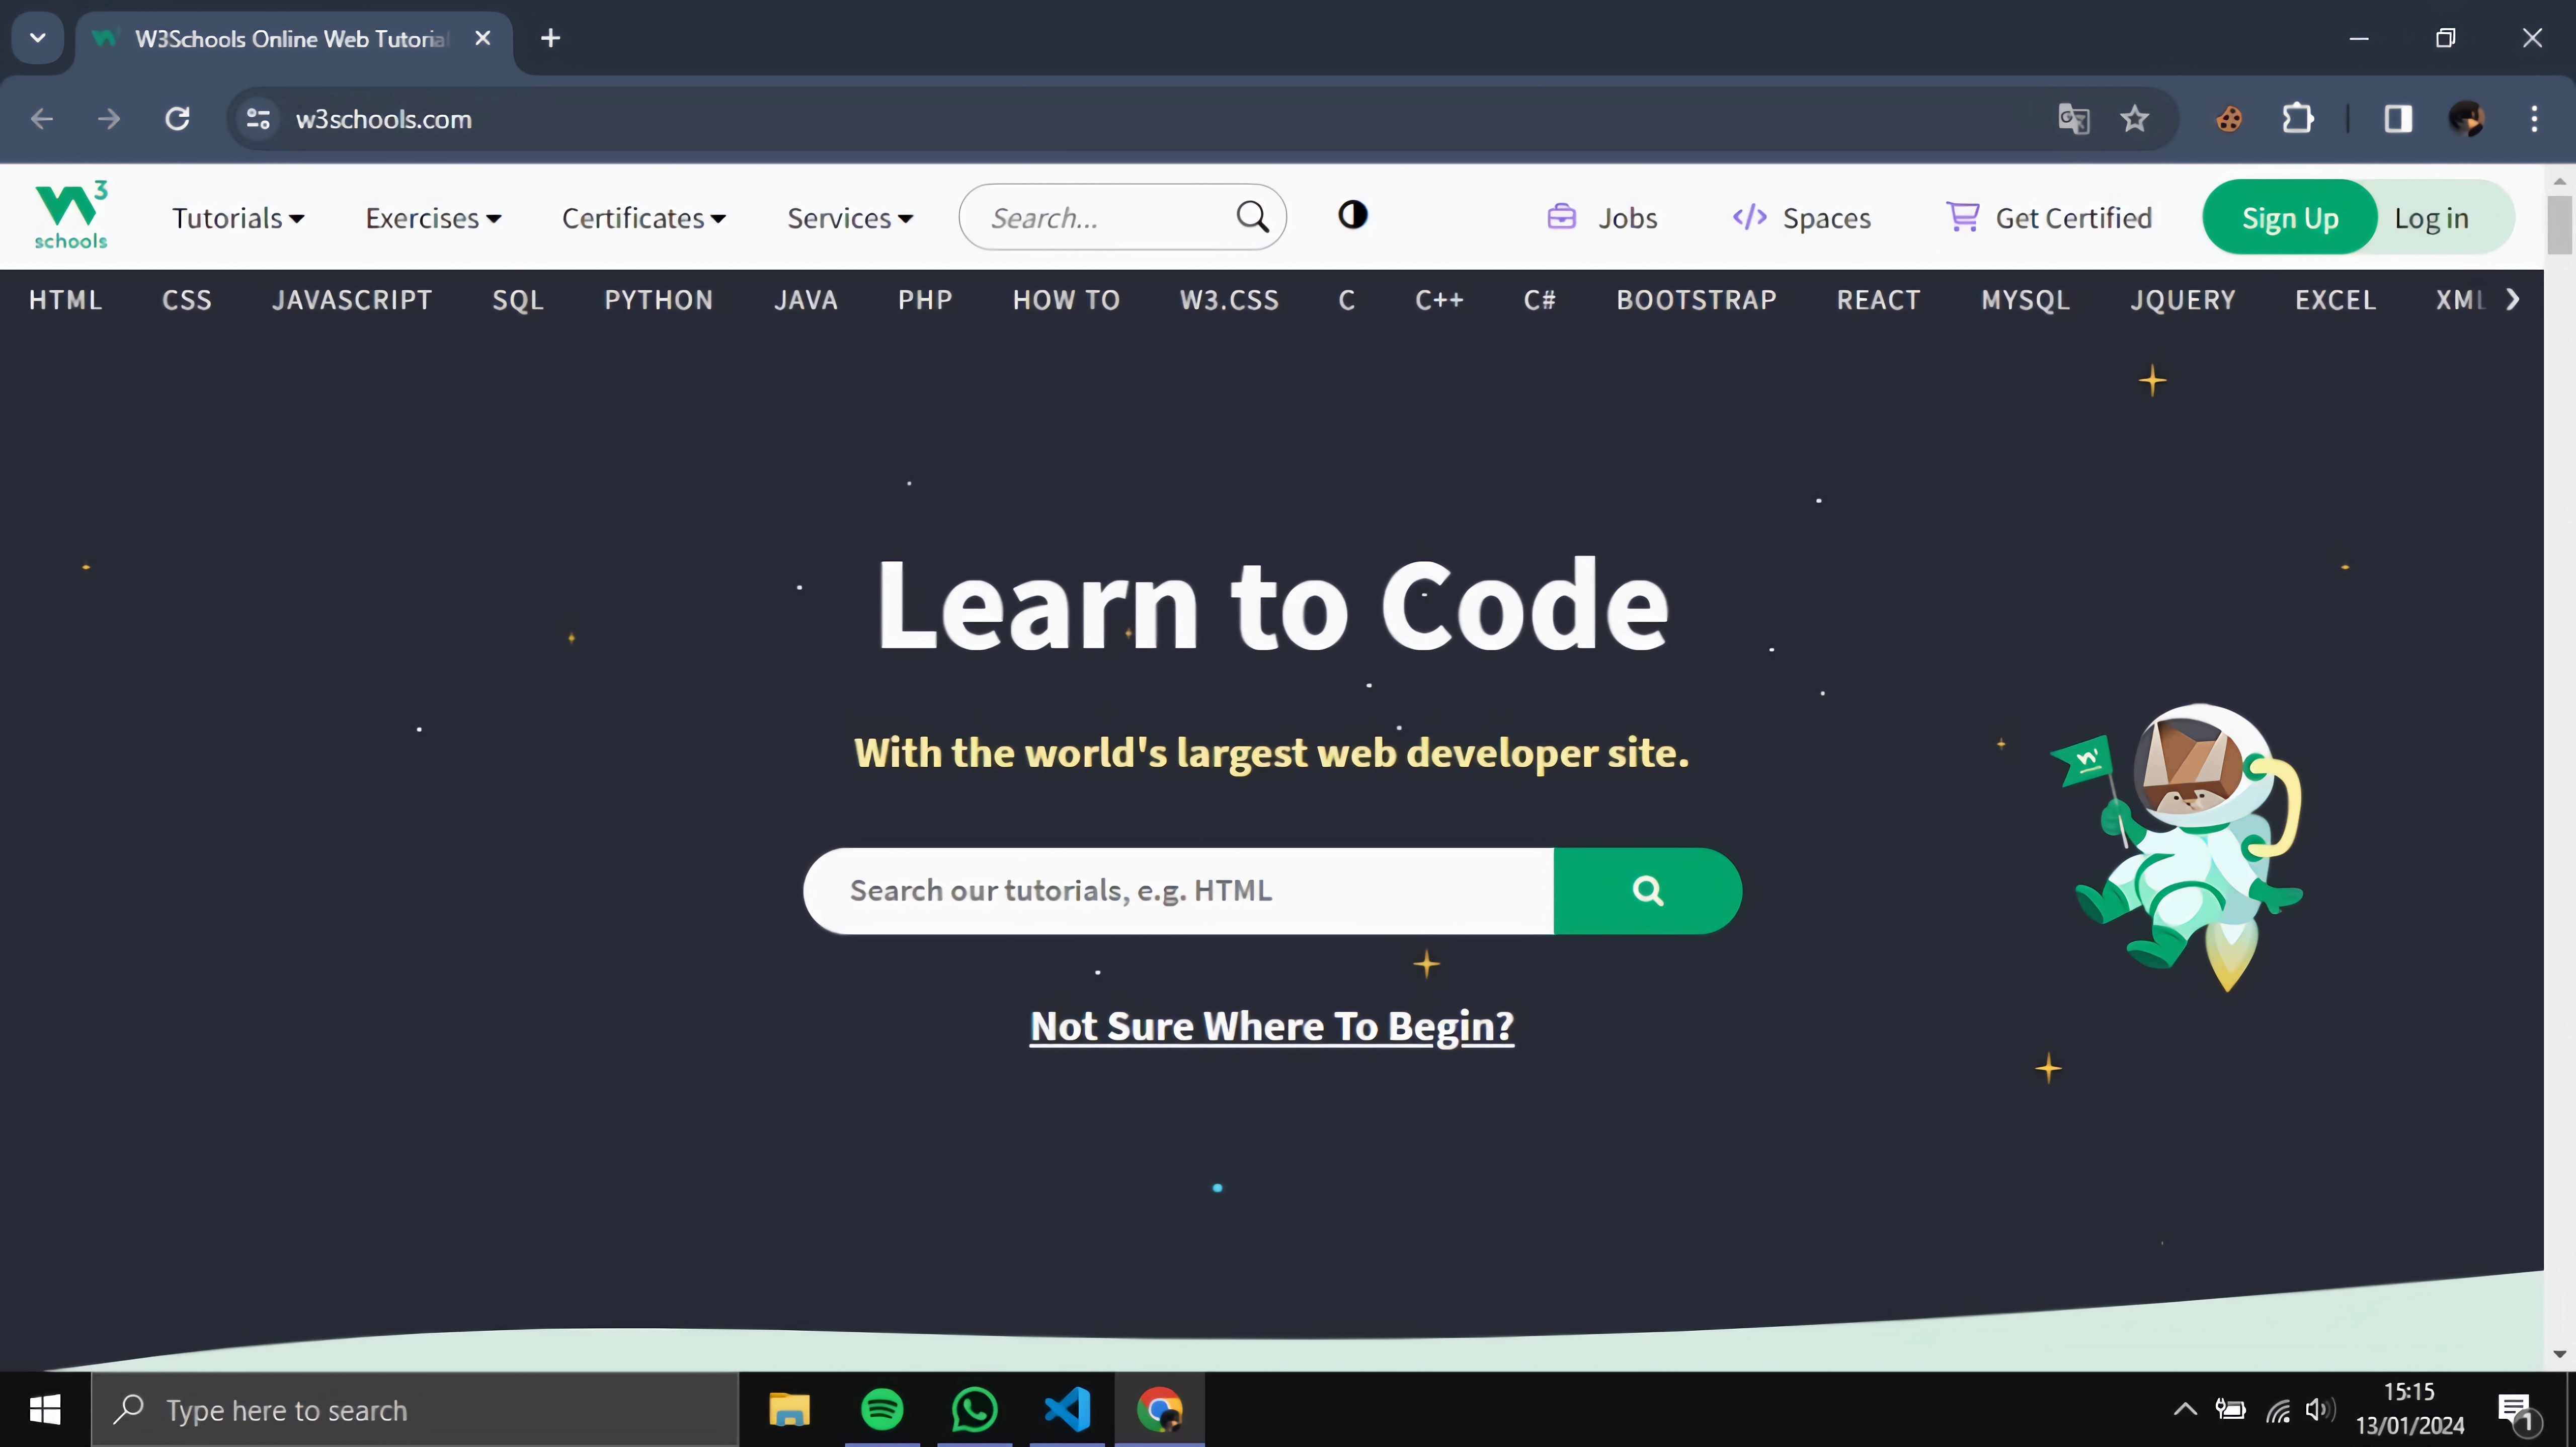 W3Schools Online Web Tutorial
w3schools.com
W3 schools
Tutorials Exercises Certificates Services Search... Jobs Spaces Get Certified Sign Up Log in
HTML CSS JAVASCRIPT SQL PYTHON JAVA PHP HOW TO W3.CSS C C++ C# BOOTSTRAP REACT MYSQL JQUERY EXCEL XML
Learn to Code
With the world's largest web developer site.
Search our tutorials, e.g. HTML
Not Sure Where To Begin?
Type here to search
15:15
13/01/2024
1